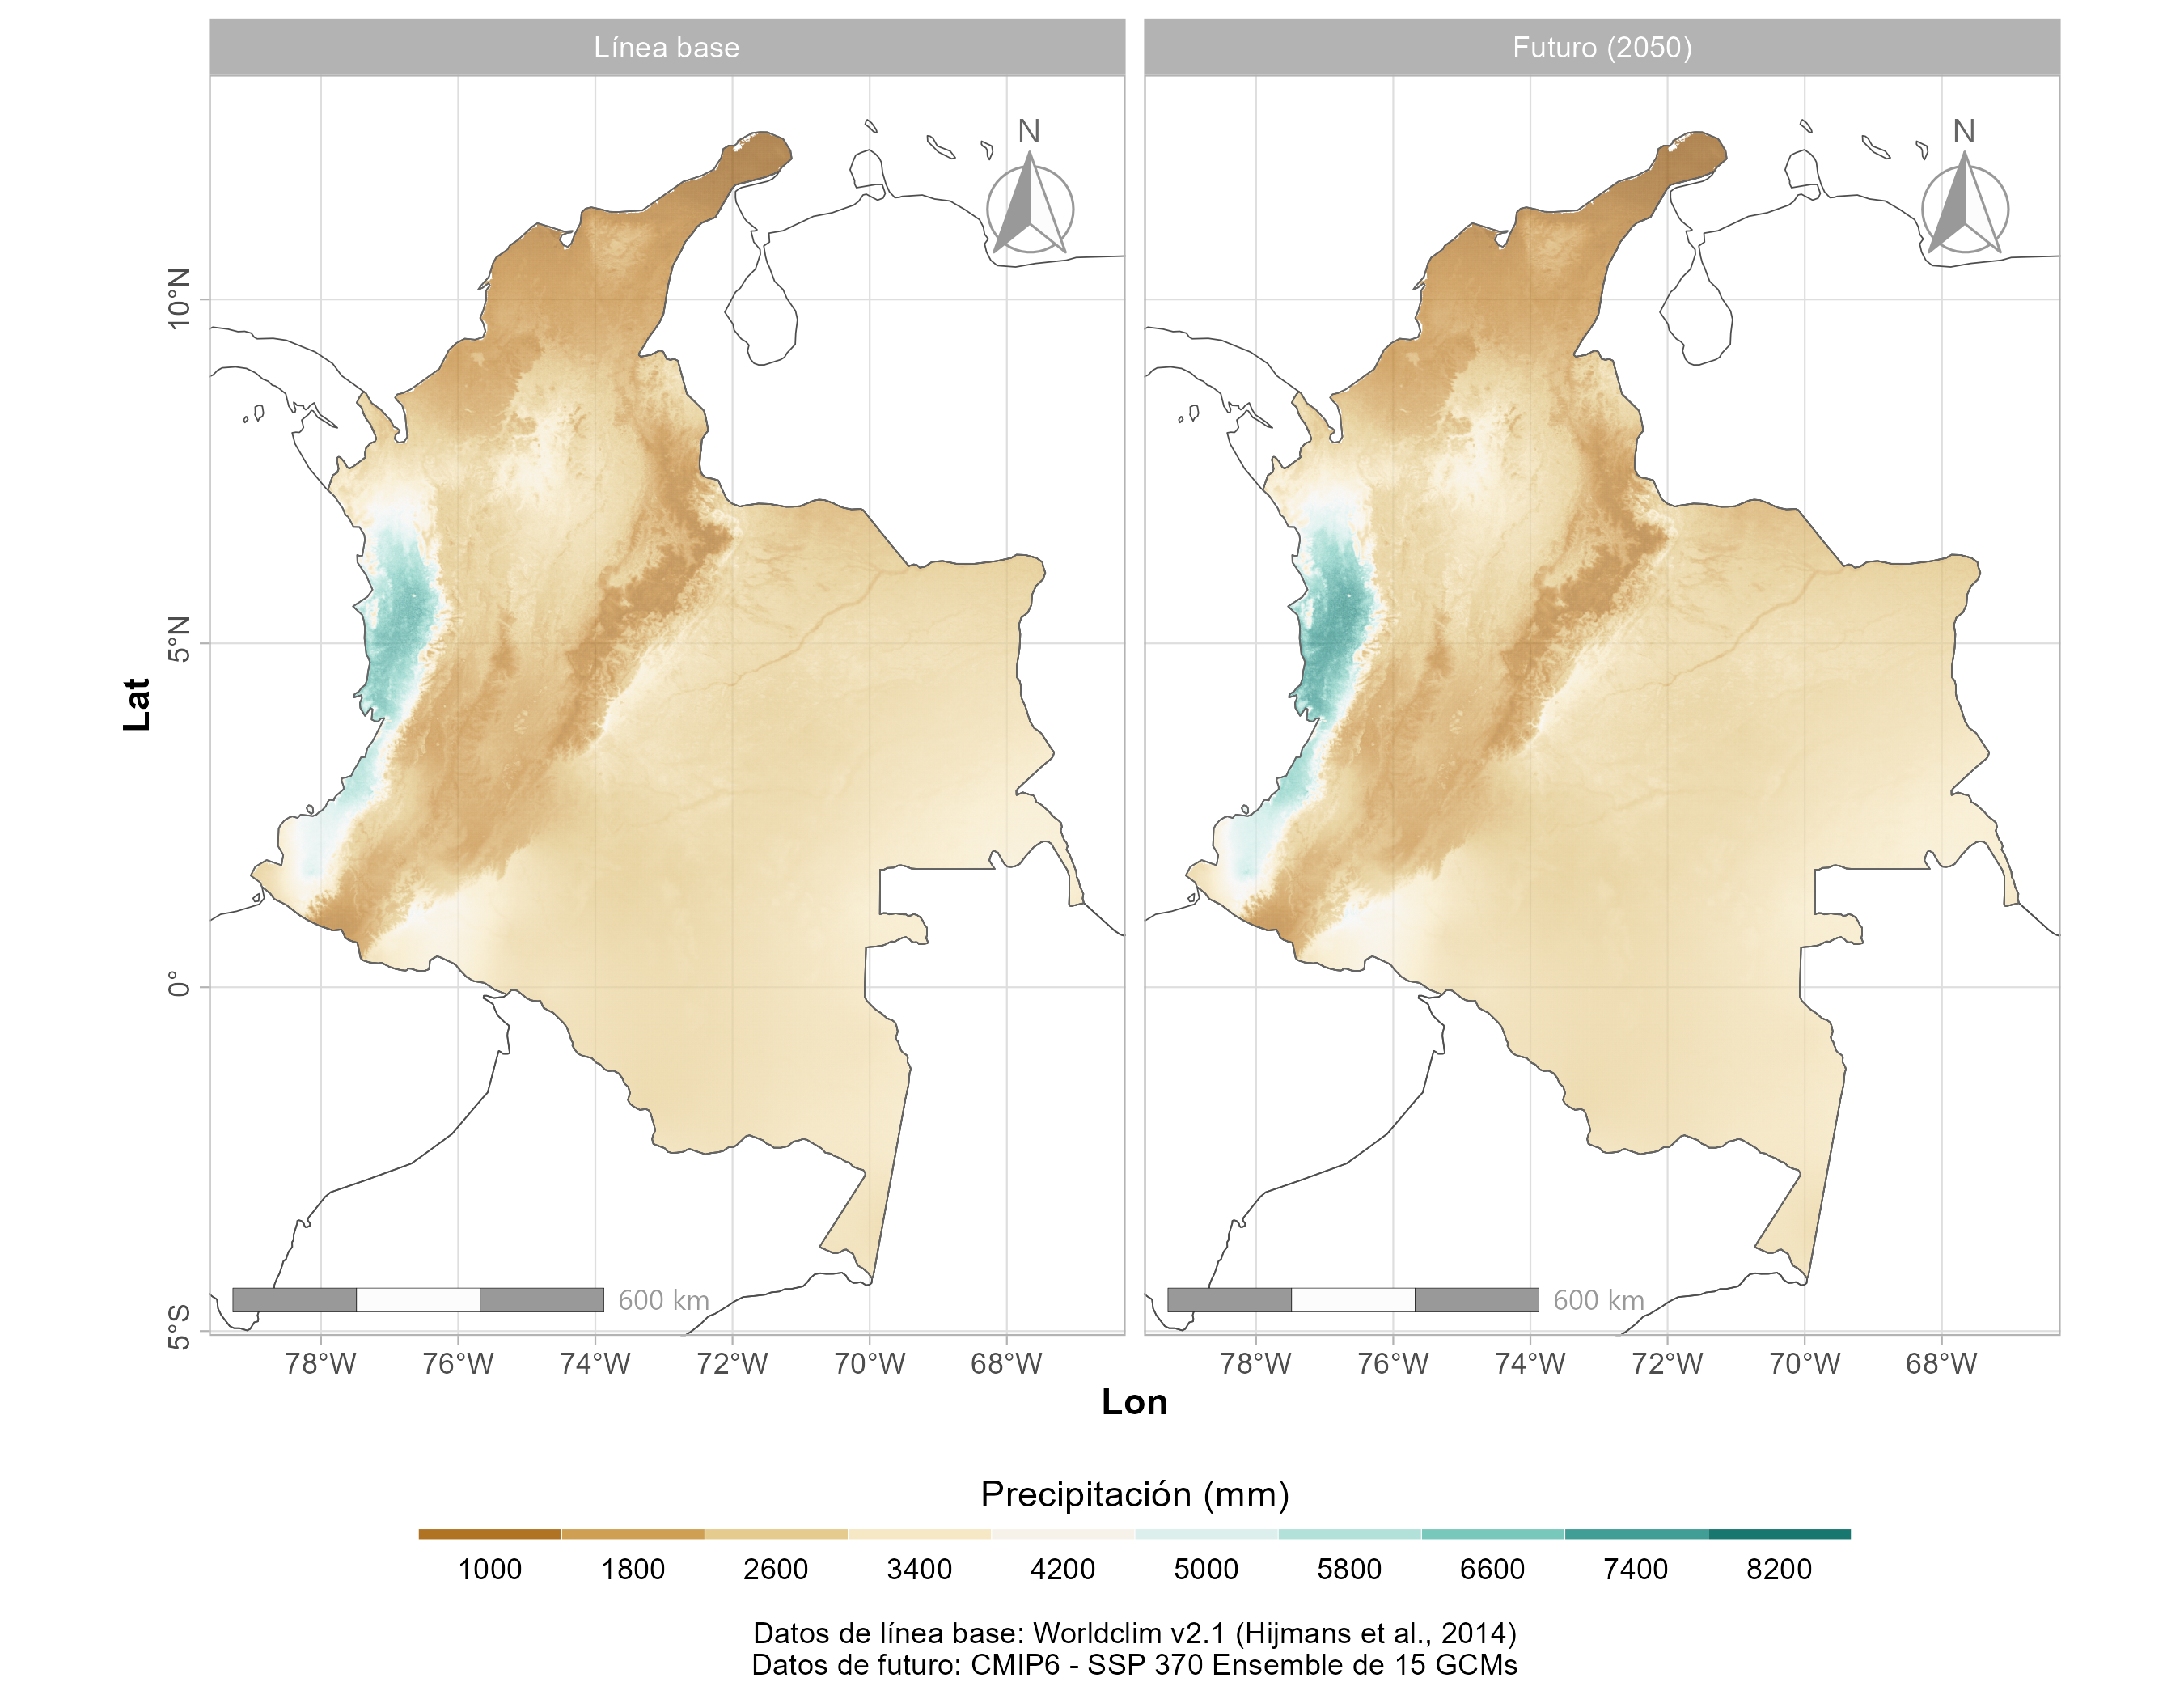 Línea base
Futuro (2050)
N
N
10°N
5°N
0°
5°S
Lat
600 km
600 km
78°W 76°W 74°W 72°W 70°W 68°W
78°W 76°W 74°W 72°W 70°W 68°W
Lon
Precipitación (mm)
1000 1800 2600 3400 4200 5000 5800 6600 7400 8200
Datos de línea base: Worldclim v2.1 (Hijmans et al., 2014)
Datos de futuro: CMIP6 - SSP 370 Ensemble de 15 GCMs